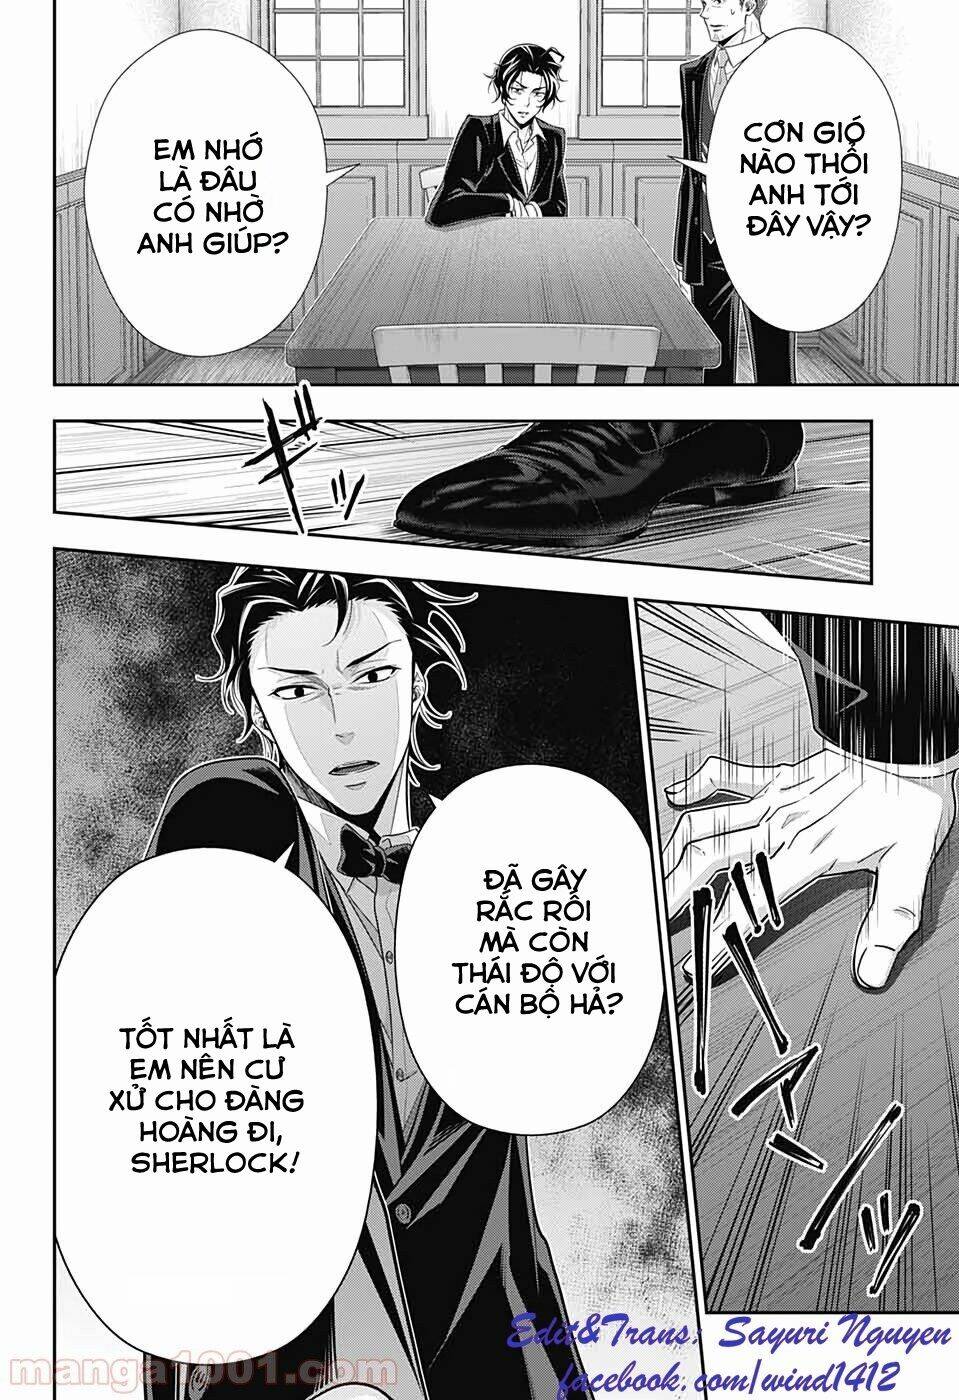 CƠN GIÓ
NÀO THỔI
ANH TỚI
ĐÂY VẬY?
EM NHỚ
LÀ ĐÂU
CÓ NHỜ
ANH GIÚP?
ĐÃ GÂY
RẮC RỐI
MÀ CÒN
THÁI ĐỘ VỚI
CÁN BỘ HẢ?
TỐT NHẤT LÀ
EM NÊN CƯ
XỬ CHO ĐÀNG
HOÀNG ĐI,
SHERLOCK!
Edit&Trans: Sayuri Nguyen
facebook.com/wind1412
manga1001.com